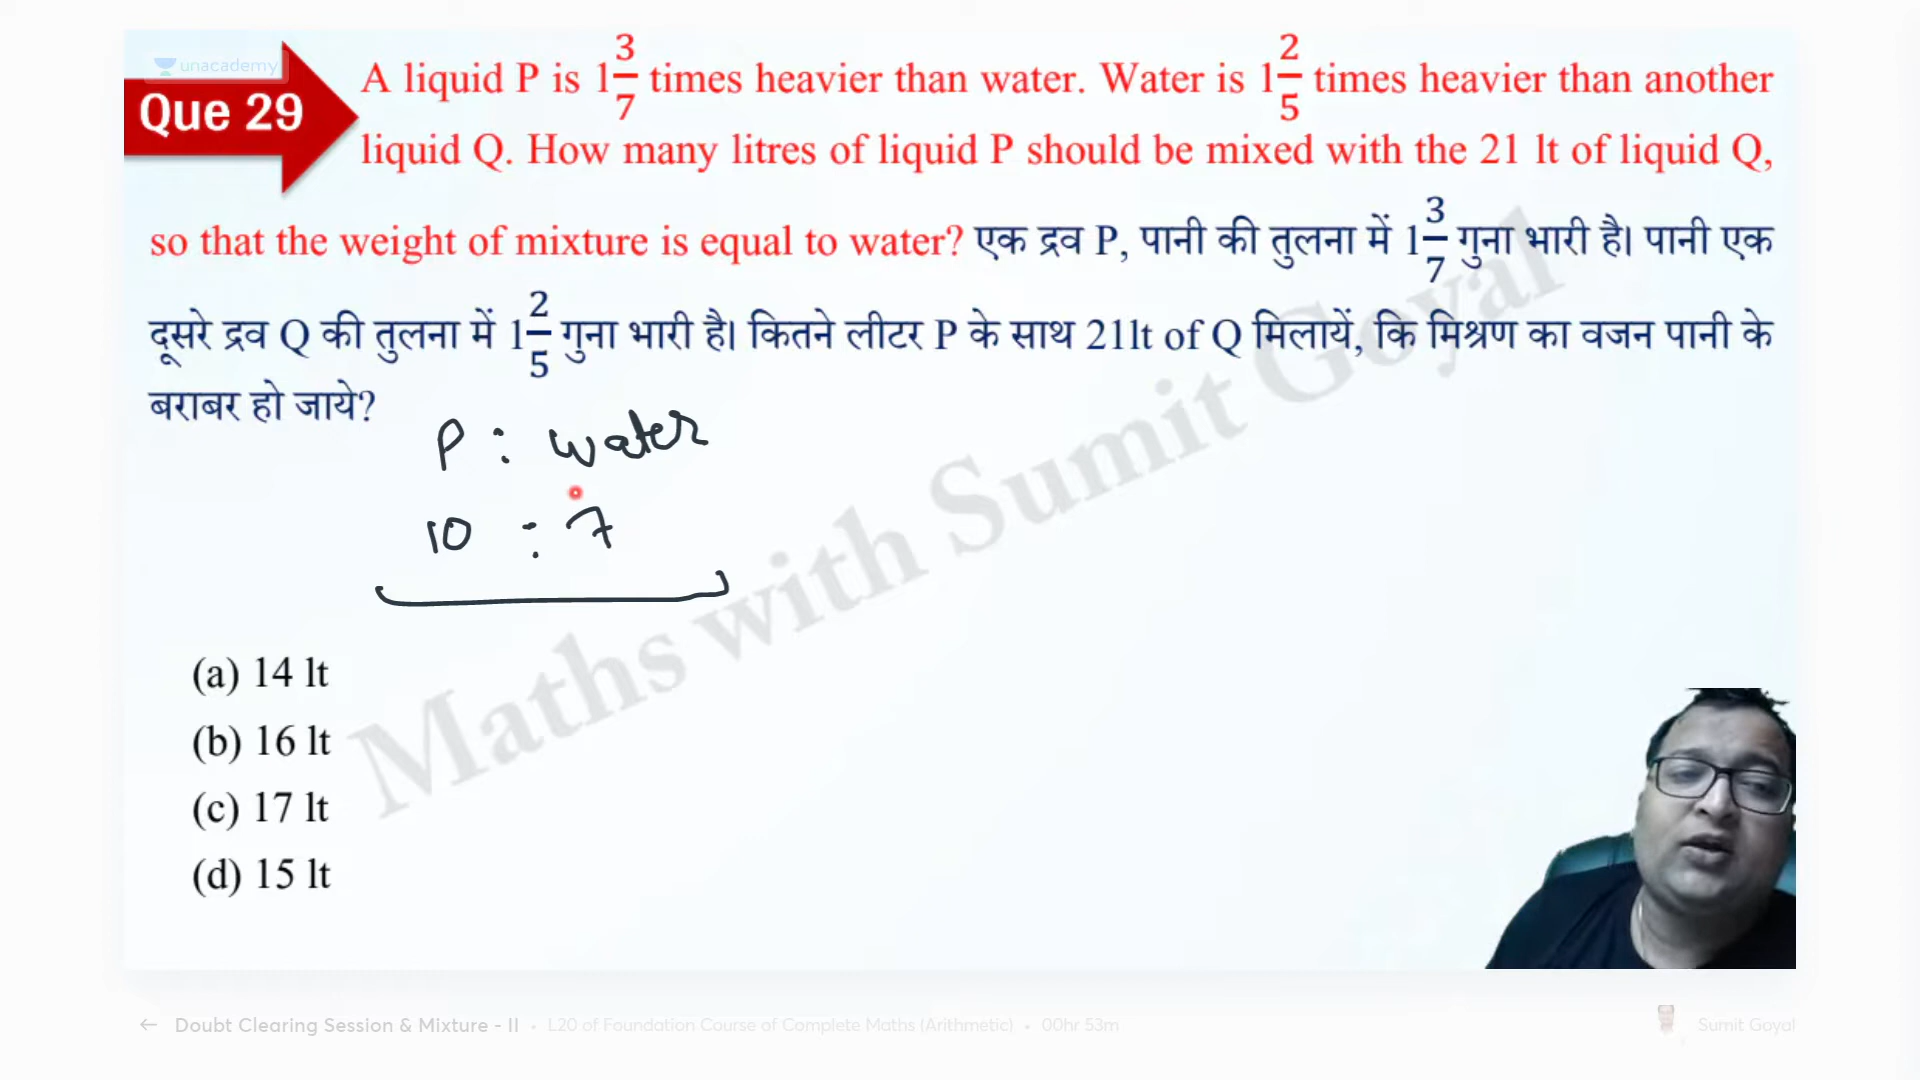 unacademy
Que 29
A liquid P is 1 3/7 times heavier than water. Water is 1 2/5 times heavier than another
liquid Q. How many litres of liquid P should be mixed with the 21 lt of liquid Q,
so that the weight of mixture is equal to water? एक द्रव P, पानी की तुलना में 1 3/7 गुना भारी है। पानी एक
दूसरे द्रव Q की तुलना में 1 2/5 गुना भारी है। कितने लीटर P के साथ 21lt of Q मिलायें, कि मिश्रण का वजन पानी के
बराबर हो जाये?
P : water
10 : 7
(a) 14 lt
(b) 16 lt
(c) 17 lt
(d) 15 lt
Maths with Sumit Goyal
← Doubt Clearing Session & Mixture - II • L20 of Foundation Course of Complete Maths (Arithmetic) • 00hr 53m
Sumit Goyal